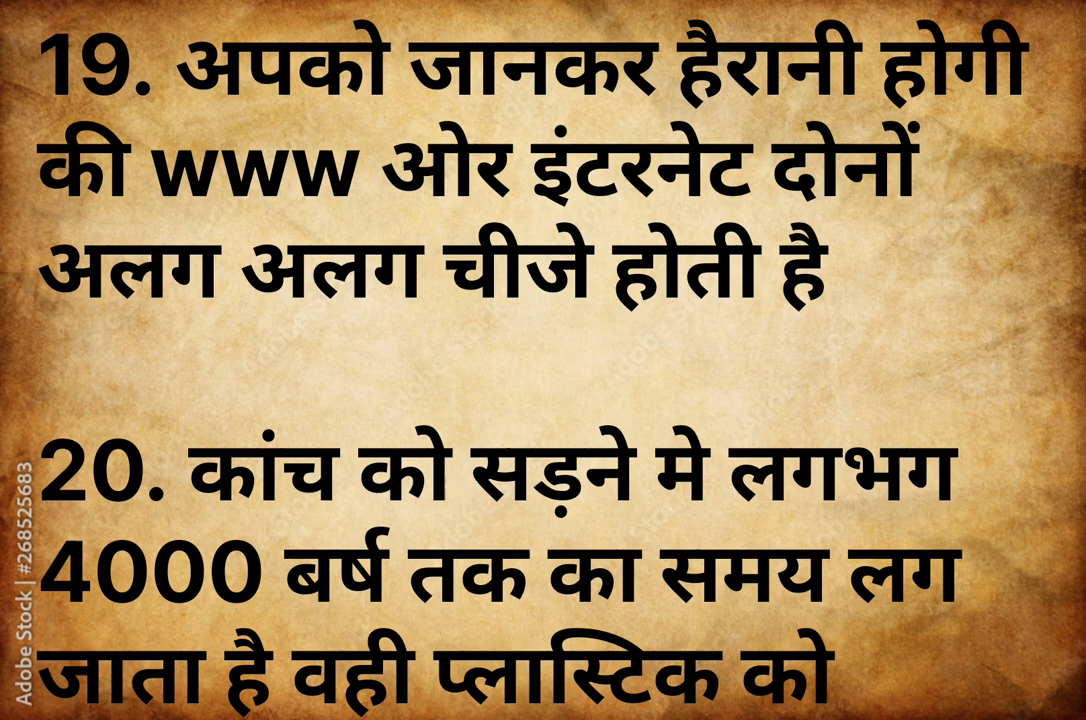 19. अपको जानकर हैरानी होगी
की www ओर इंटरनेट दोनों
अलग अलग चीजे होती है
20. कांच को सड़ने मे लगभग
4000 बर्ष तक का समय लग
जाता है वही प्लास्टिक को
Adobe Stock | #268525683